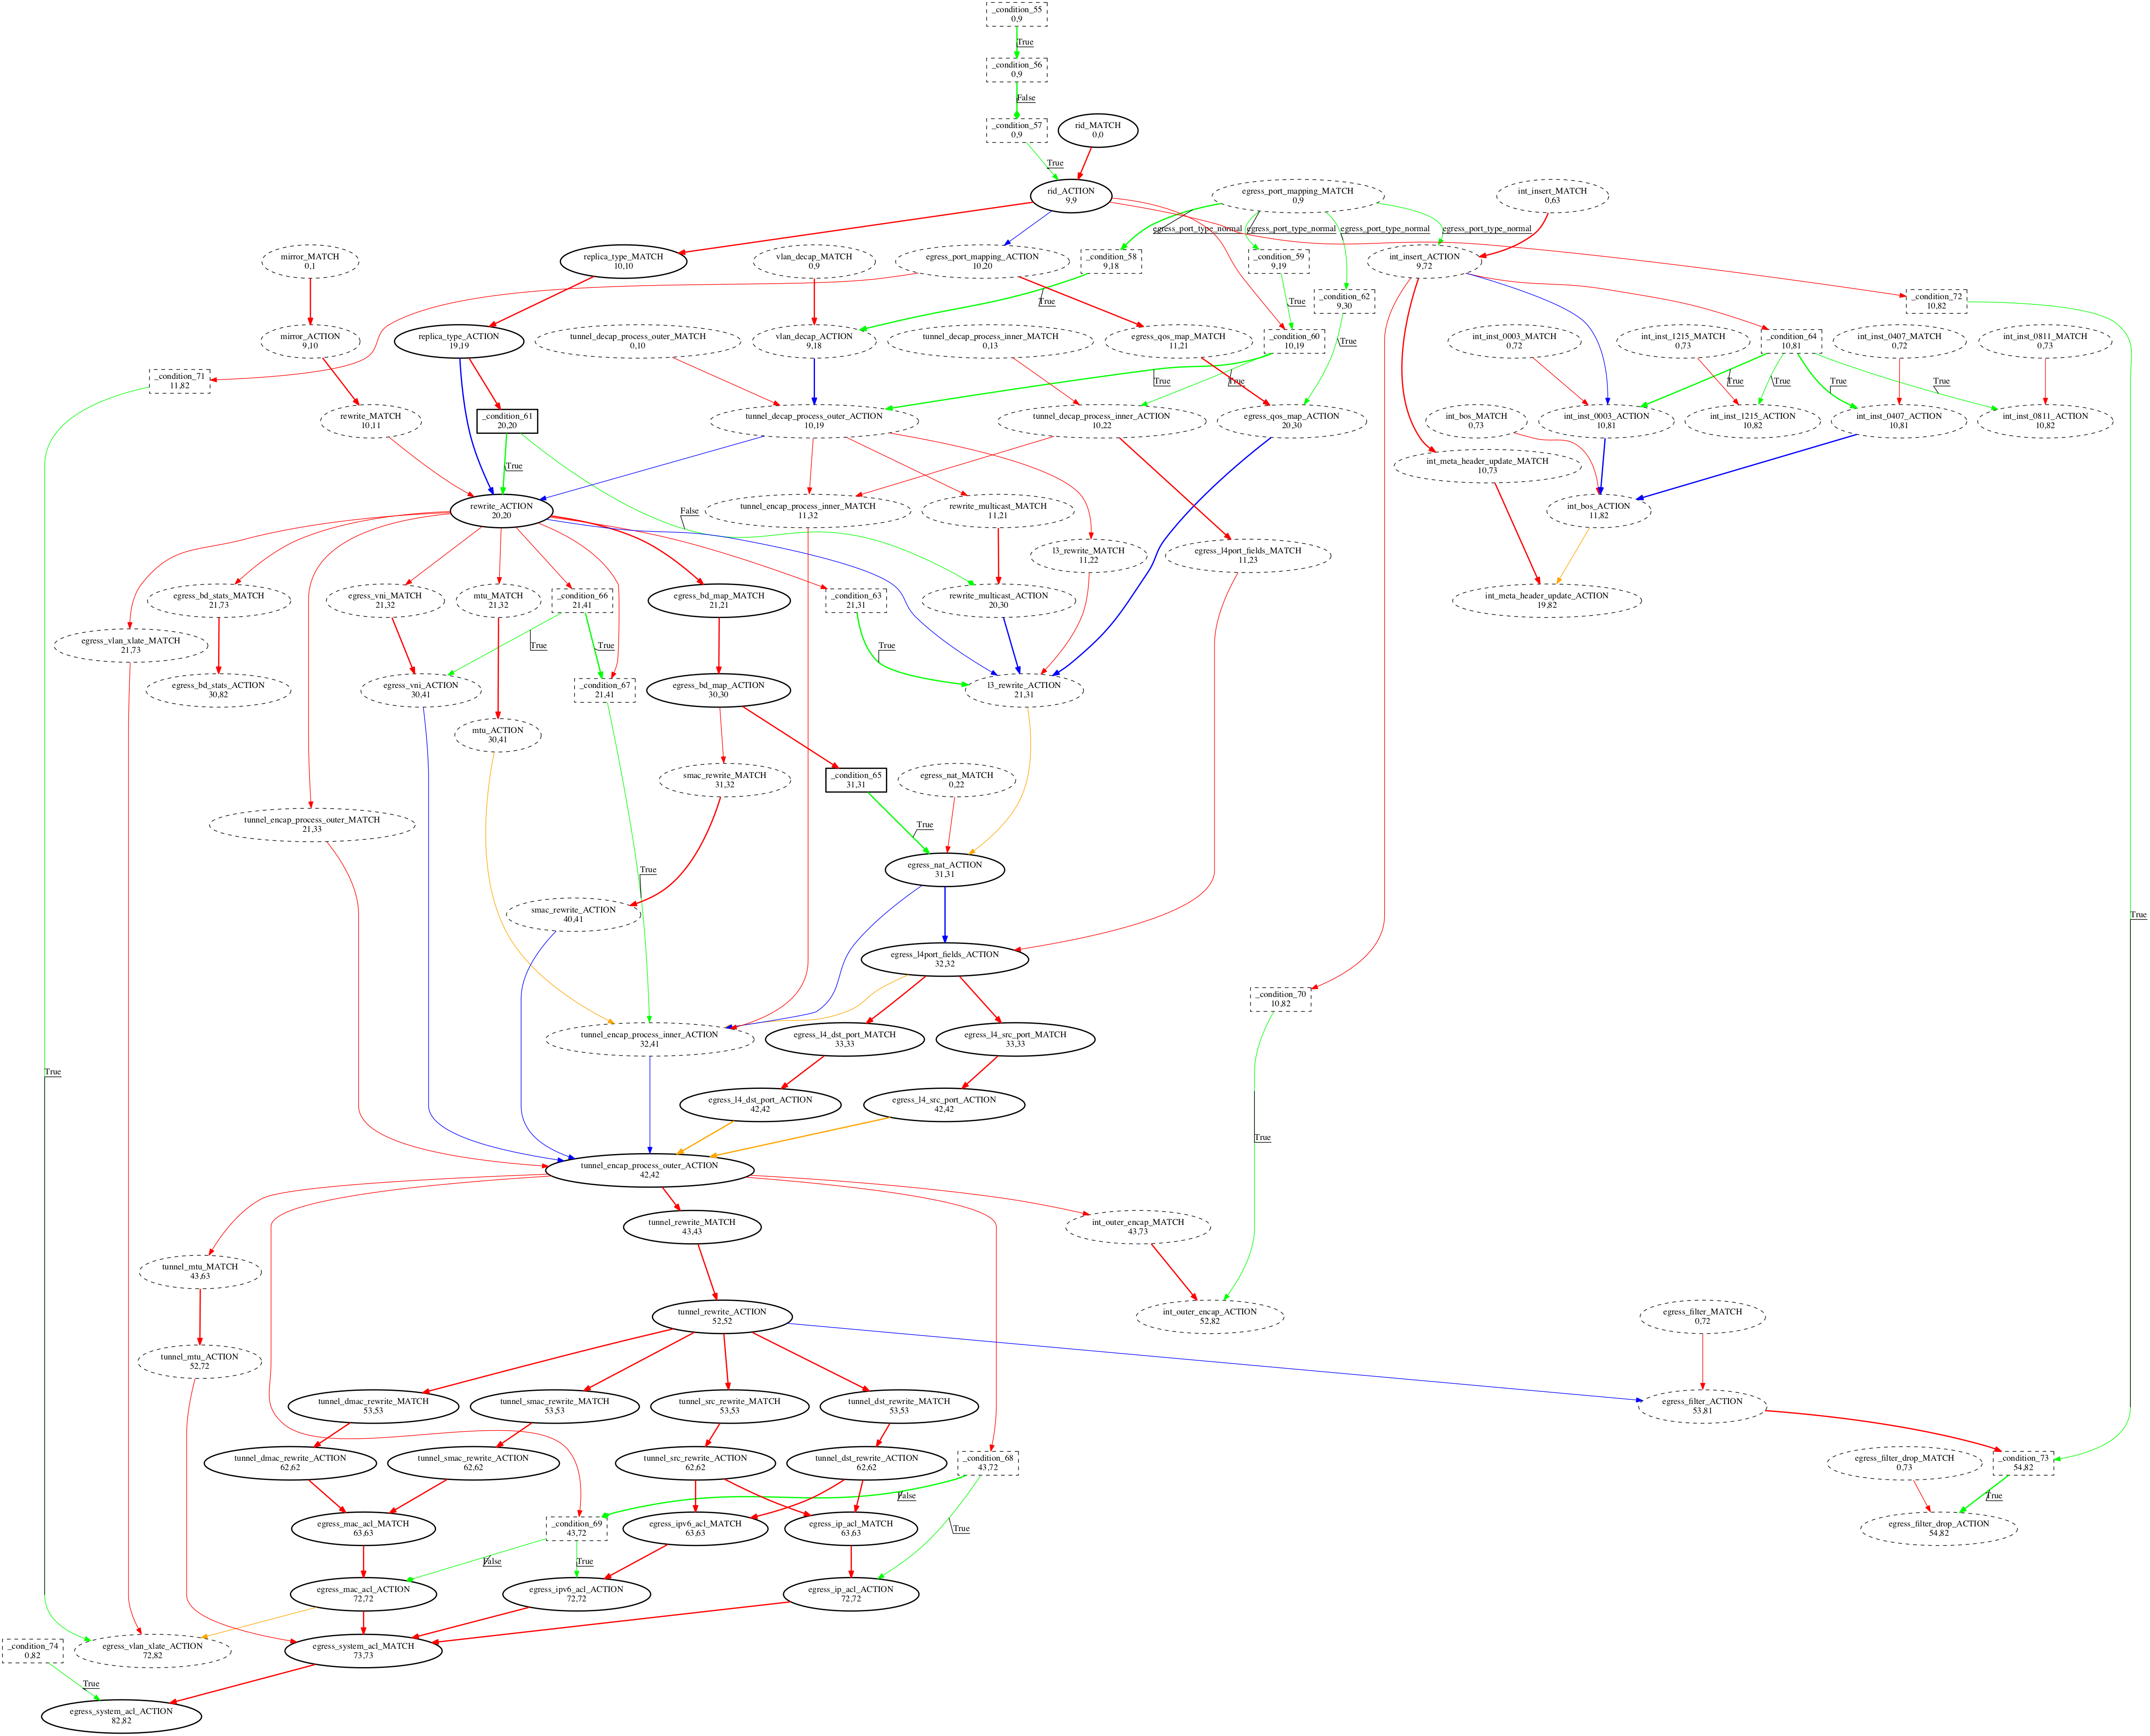 _condition_55
0,9
True
_condition_56
0,9
False
_condition_57
0,9
rid_MATCH
0,0
True
rid_ACTION
9,9
egress_port_mapping_MATCH
0,9
int_insert_MATCH
0,63
egress_port_type_normal
egress_port_type_normal
egress_port_type_normal
egress_port_type_normal
mirror_MATCH
0,1
replica_type_MATCH
10,10
vlan_decap_MATCH
0,9
egress_port_mapping_ACTION
10,20
_condition_58
9,18
_condition_59
9,19
int_insert_ACTION
9,72
_condition_62
9,30
_condition_72
10,82
True
True
mirror_ACTION
9,10
replica_type_ACTION
19,19
tunnel_decap_process_outer_MATCH
0,10
vlan_decap_ACTION
9,18
tunnel_decap_process_inner_MATCH
0,13
egress_qos_map_MATCH
11,21
_condition_60
10,19
True
int_inst_0003_MATCH
0,72
int_inst_1215_MATCH
0,73
_condition_64
10,81
int_inst_0407_MATCH
0,72
int_inst_0811_MATCH
0,73
_condition_71
11,82
True
True
True
True
True
True
rewrite_MATCH
10,11
_condition_61
20,20
tunnel_decap_process_outer_ACTION
10,19
tunnel_decap_process_inner_ACTION
10,22
egress_qos_map_ACTION
20,30
int_bos_MATCH
0,73
int_inst_0003_ACTION
10,81
int_inst_1215_ACTION
10,82
int_inst_0407_ACTION
10,81
int_inst_0811_ACTION
10,82
True
int_meta_header_update_MATCH
10,73
rewrite_ACTION
20,20
False
tunnel_encap_process_inner_MATCH
11,32
rewrite_multicast_MATCH
11,21
int_bos_ACTION
11,82
l3_rewrite_MATCH
11,22
egress_l4port_fields_MATCH
11,23
egress_bd_stats_MATCH
21,73
egress_vni_MATCH
21,32
mtu_MATCH
21,32
_condition_66
21,41
egress_bd_map_MATCH
21,21
_condition_63
21,31
rewrite_multicast_ACTION
20,30
int_meta_header_update_ACTION
19,82
egress_vlan_xlate_MATCH
21,73
True
True
True
egress_bd_stats_ACTION
30,82
egress_vni_ACTION
30,41
_condition_67
21,41
egress_bd_map_ACTION
30,30
l3_rewrite_ACTION
21,31
mtu_ACTION
30,41
smac_rewrite_MATCH
31,32
_condition_65
31,31
egress_nat_MATCH
0,22
tunnel_encap_process_outer_MATCH
21,33
True
True
egress_nat_ACTION
31,31
smac_rewrite_ACTION
40,41
True
egress_l4port_fields_ACTION
32,32
_condition_70
10,82
tunnel_encap_process_inner_ACTION
32,41
egress_l4_dst_port_MATCH
33,33
egress_l4_src_port_MATCH
33,33
True
egress_l4_dst_port_ACTION
42,42
egress_l4_src_port_ACTION
42,42
True
tunnel_encap_process_outer_ACTION
42,42
tunnel_rewrite_MATCH
43,43
int_outer_encap_MATCH
43,73
tunnel_mtu_MATCH
43,63
tunnel_rewrite_ACTION
52,52
int_outer_encap_ACTION
52,82
egress_filter_MATCH
0,72
tunnel_mtu_ACTION
52,72
tunnel_dmac_rewrite_MATCH
53,53
tunnel_smac_rewrite_MATCH
53,53
tunnel_src_rewrite_MATCH
53,53
tunnel_dst_rewrite_MATCH
53,53
egress_filter_ACTION
53,81
tunnel_dmac_rewrite_ACTION
62,62
tunnel_smac_rewrite_ACTION
62,62
tunnel_src_rewrite_ACTION
62,62
tunnel_dst_rewrite_ACTION
62,62
_condition_68
43,72
egress_filter_drop_MATCH
0,73
_condition_73
54,82
False
True
egress_mac_acl_MATCH
63,63
_condition_69
43,72
egress_ipv6_acl_MATCH
63,63
egress_ip_acl_MATCH
63,63
True
egress_filter_drop_ACTION
54,82
False
True
egress_mac_acl_ACTION
72,72
egress_ipv6_acl_ACTION
72,72
egress_ip_acl_ACTION
72,72
_condition_74
0,82
egress_vlan_xlate_ACTION
72,82
egress_system_acl_MATCH
73,73
True
egress_system_acl_ACTION
82,82